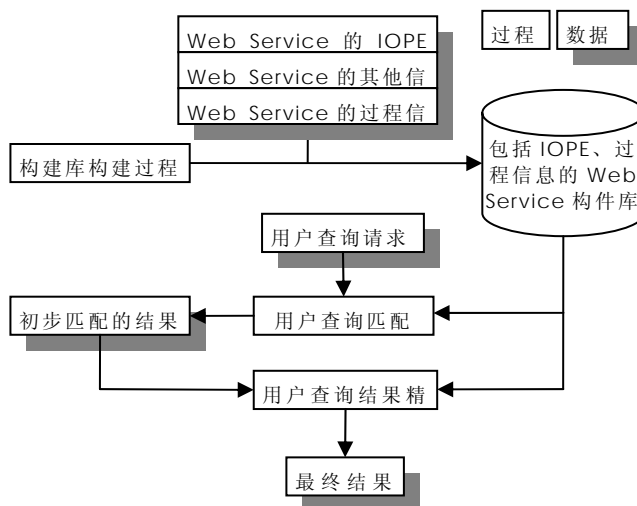 Web Service 的 IOPE
Web Service 的其他信
Web Service 的过程信
过程
数据
构建库构建过程
包括 IOPE、过
程信息的 Web
Service 构件库
用户查询请求
初步匹配的结果
用户查询匹配
用户查询结果精
最终结果